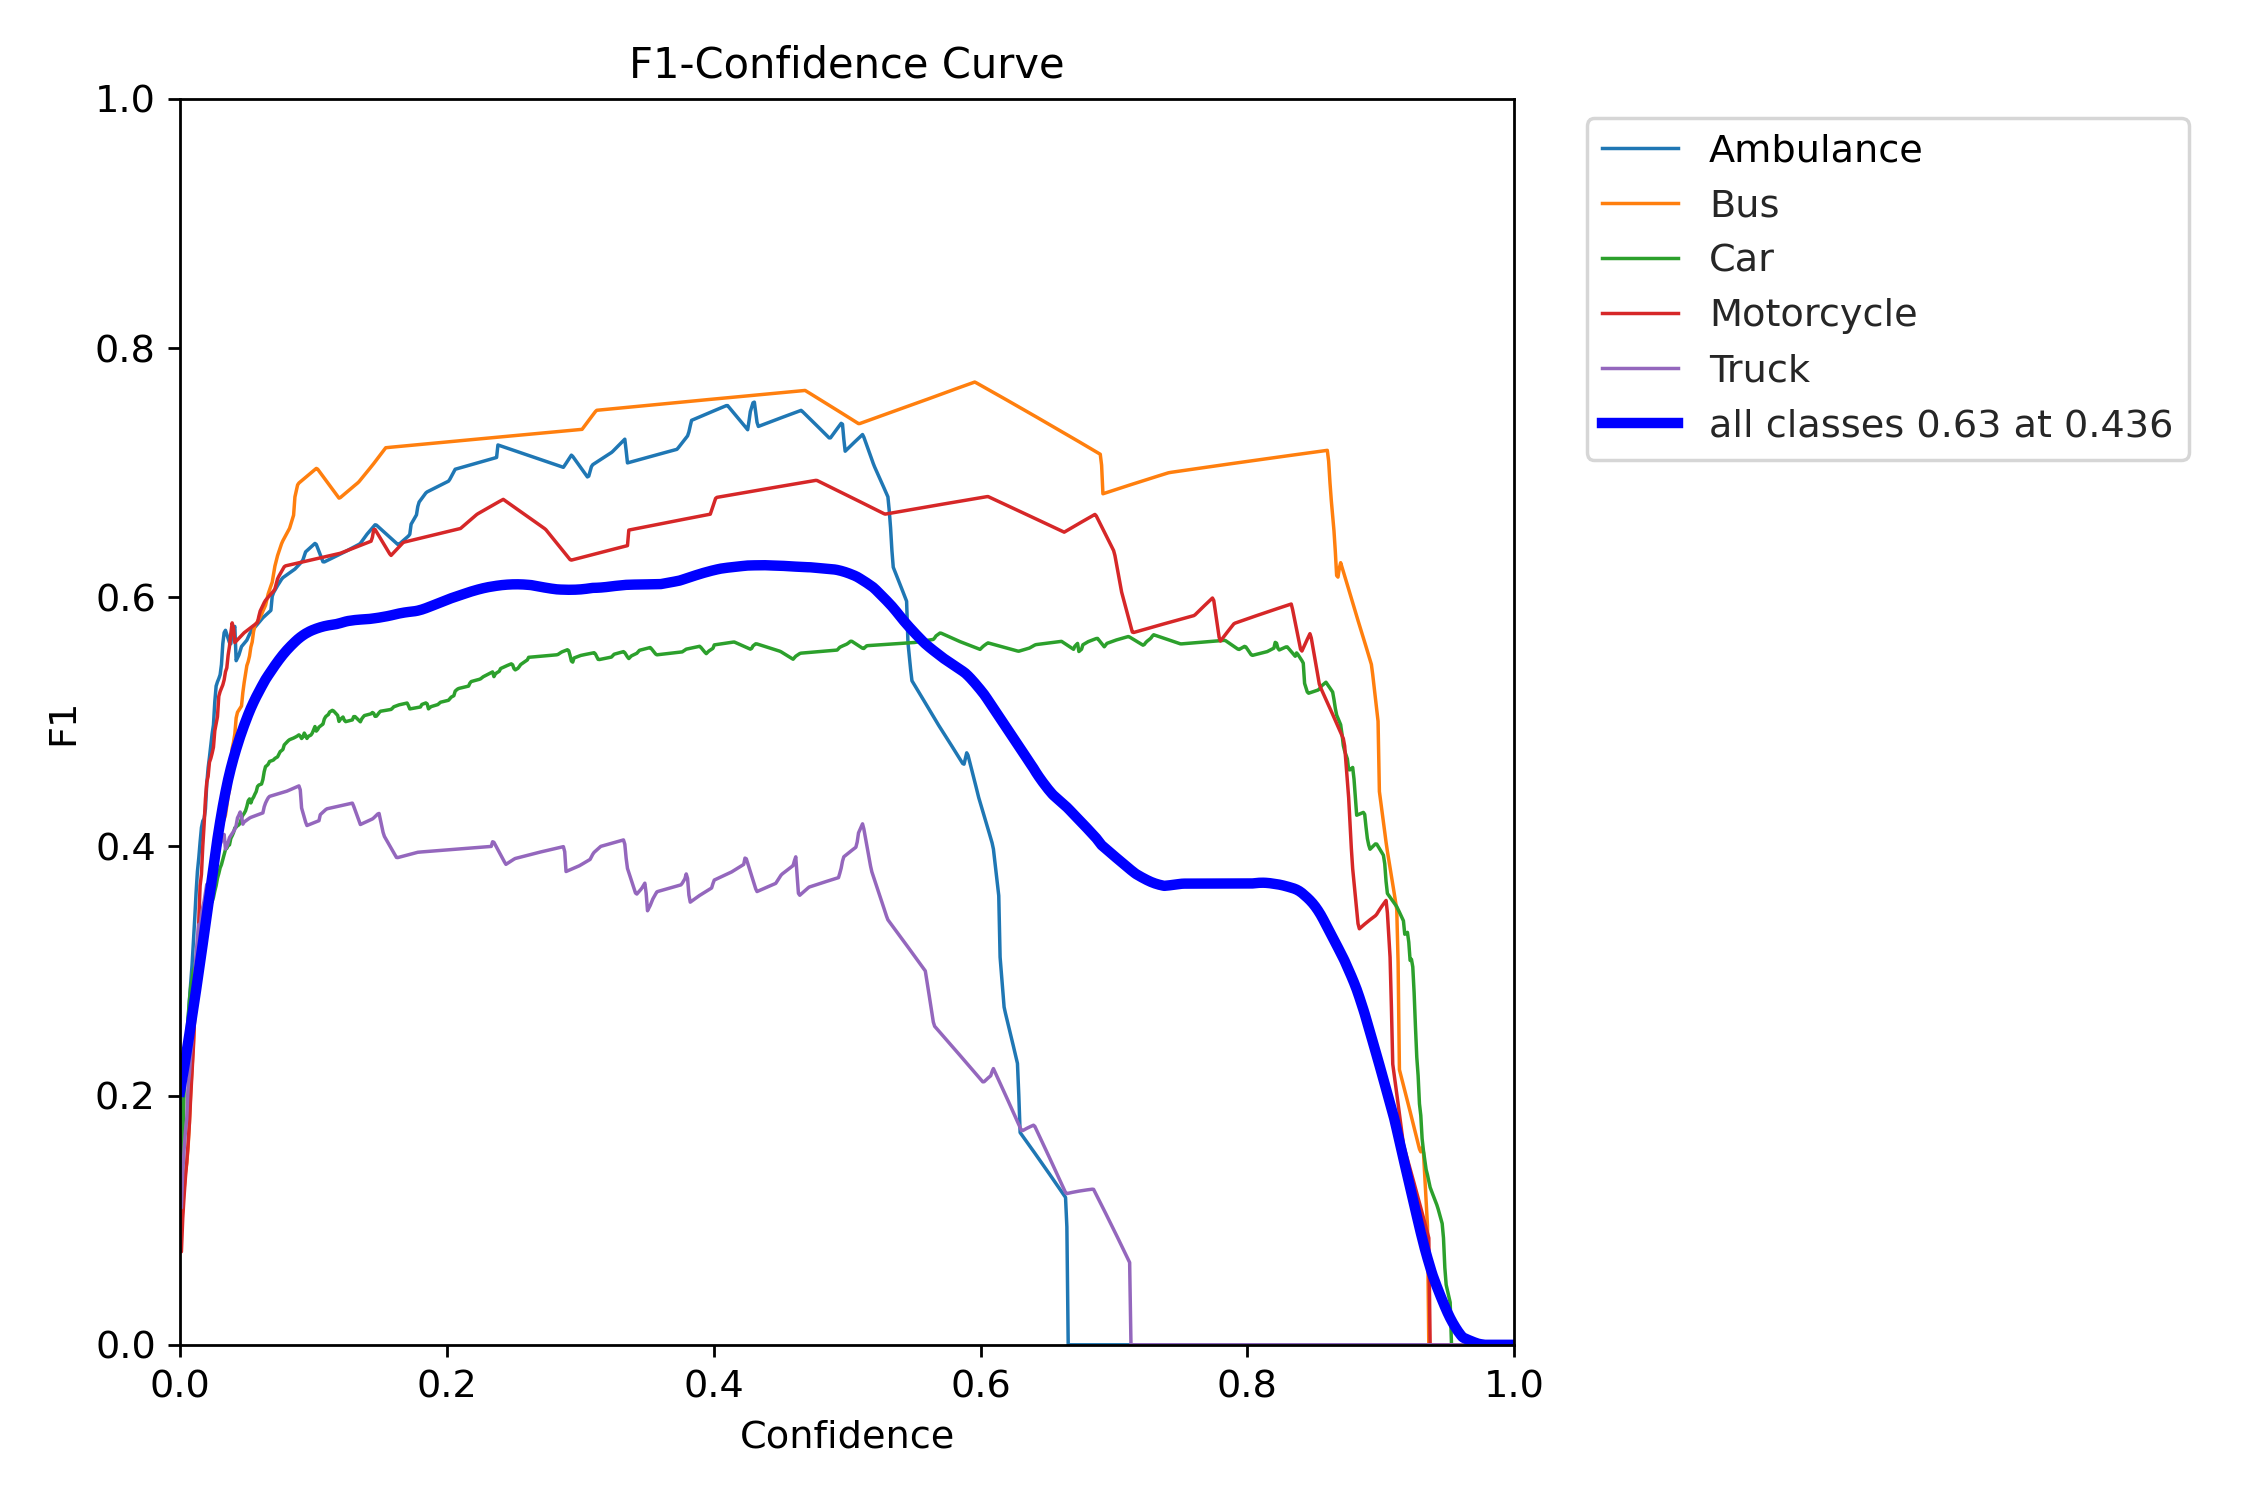 F1-Confidence Curve
1.0
0.8
0.6
0.4
0.2
0.0
F1
0.0 0.2 0.4 0.6 0.8 1.0
Confidence
Ambulance
Bus
Car
Motorcycle
Truck
all classes 0.63 at 0.436